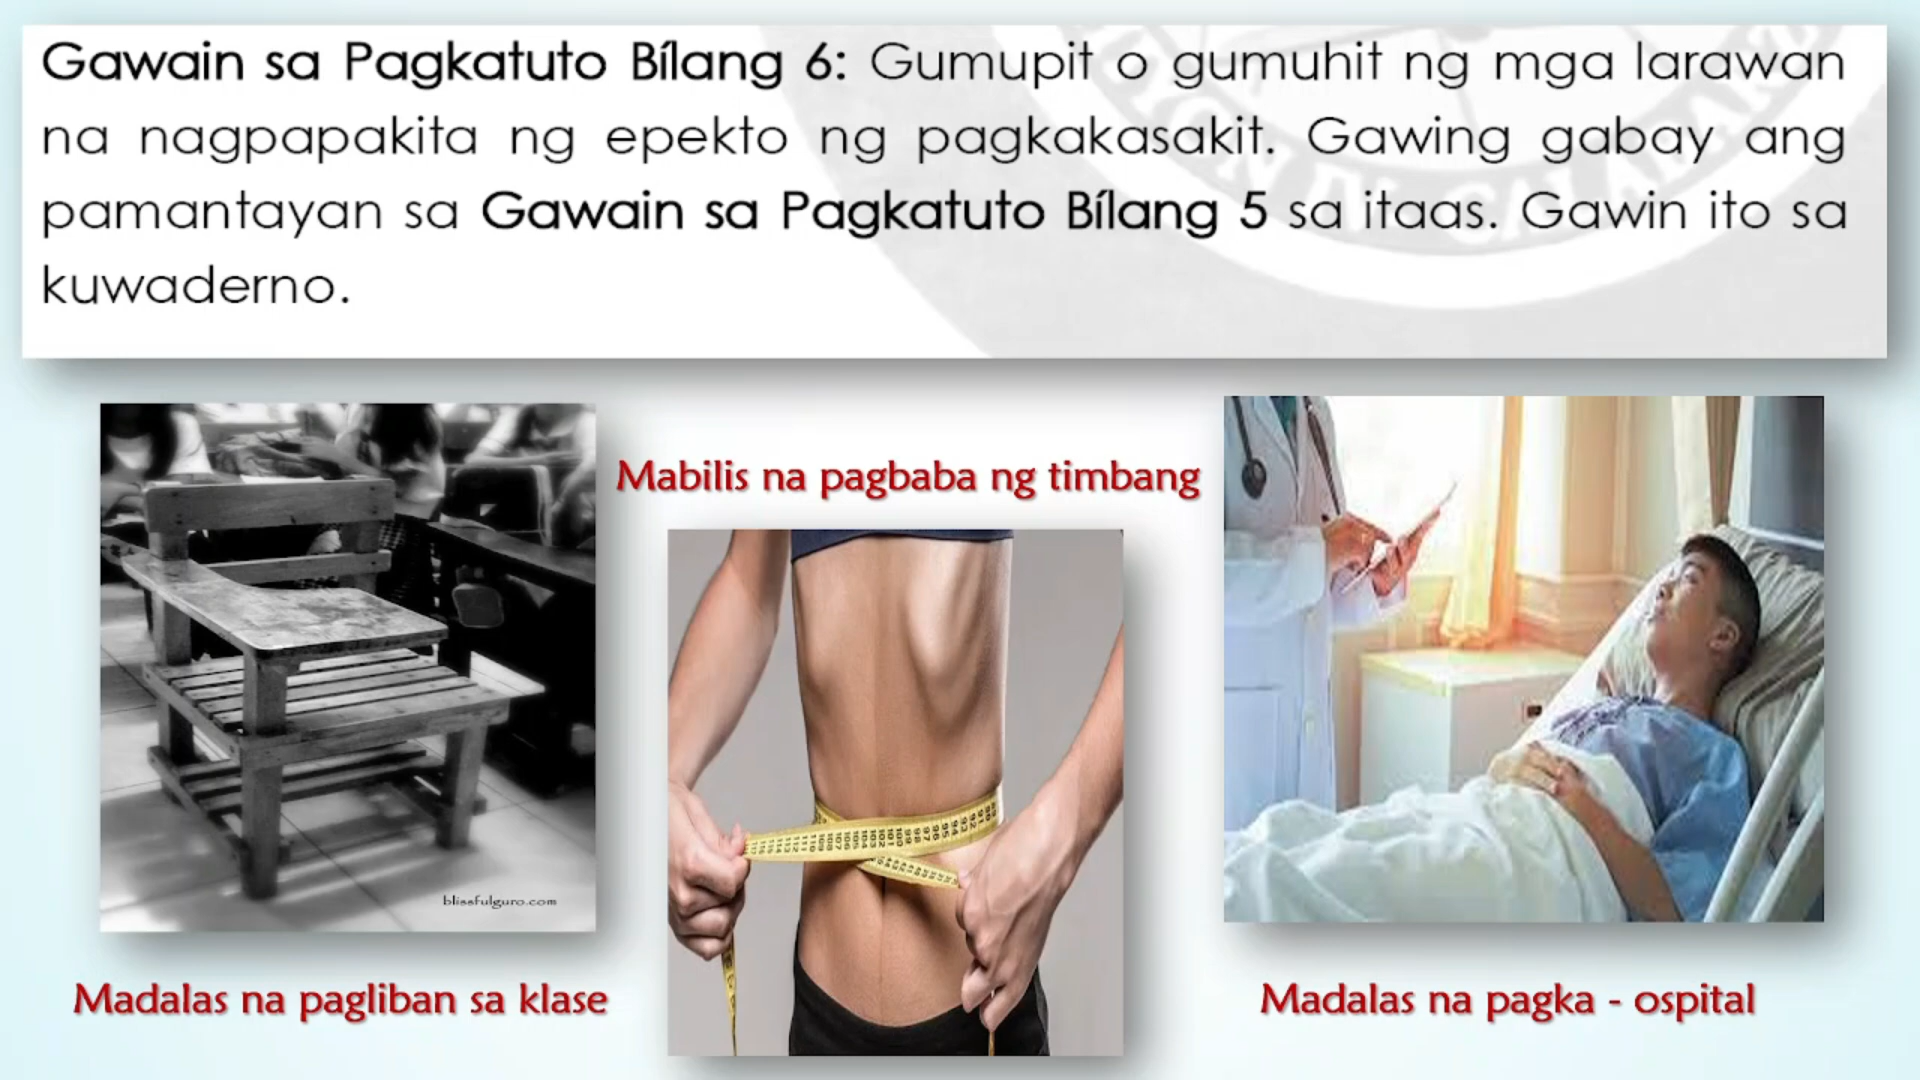 Gawain sa Pagkatuto Bílang 6: Gumupit o gumuhit ng mga larawan
na nagpapakita ng epekto ng pagkakasakit. Gawing gabay ang
pamantayan sa Gawain sa Pagkatuto Bílang 5 sa itaas. Gawin ito sa
kuwaderno.
Mabilis na pagbaba ng timbang
blissfulguro.com
Madalas na pagliban sa klase
Madalas na pagka - ospital